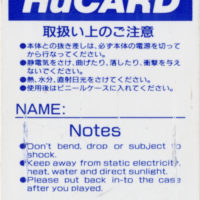 HuCARD
取扱い上のご注意
●本体との抜き差しは、必ず本体の電源を切って
から行なってください。
●静電気をさけ、曲げたり、落したり、衝撃を与え
ないでください。
●熱、水分、直射日光をさけてください。
●使用後はビニールケースに入れてください。
NAME:
Notes
●Don't bend, drop or subject to
shock.
●Keep away from static electricity,
heat, water and direct sunlight.
●Please put back in-to the case
after you played.